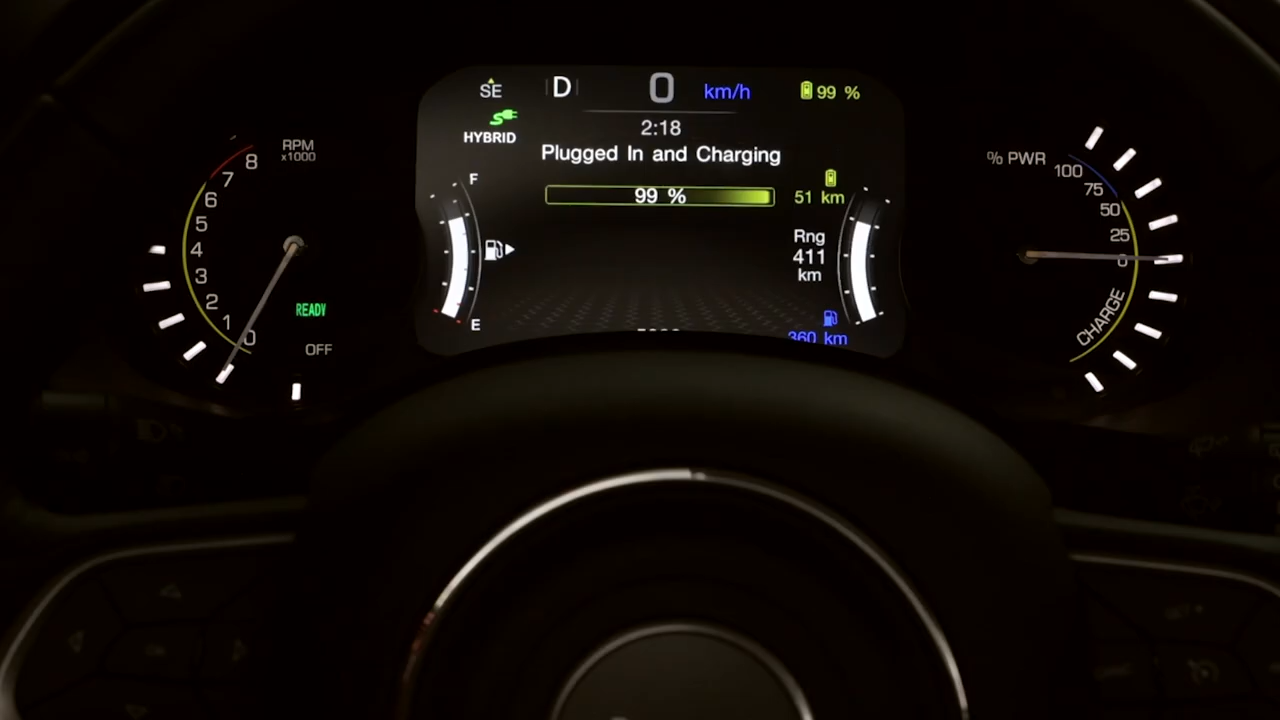 SE D 0 km/h 99 %
HYBRID
2:18
Plugged In and Charging
99 %
51 km
F
Rng
411
km
E
360 km
RPM
x1000
8
7
6
5
4
3
2
1
0
READY
OFF
% PWR
100
75
50
25
0
CHARGE